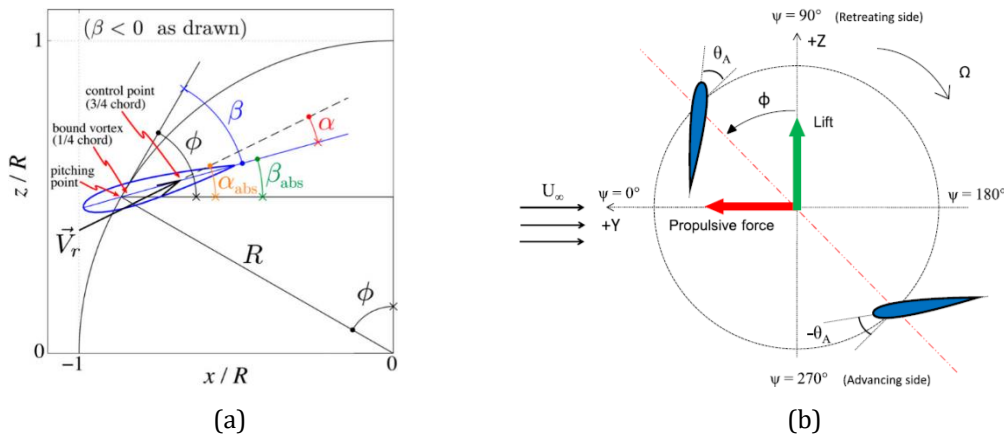 (β < 0 as drawn)
1
control point
(3/4 chord)
bound vortex
(1/4 chord)
pitching
point
β
ϕ
α
α_abs
β_abs
V⃗_r
R
ϕ
z / R
0
−1
x / R
0
(a)
ψ = 90° (Retreating side)
+Z
θ_A
Ω
ϕ
Lift
U_∞
ψ = 0°
ψ = 180°
+Y
Propulsive force
-θ_A
ψ = 270°
(Advancing side)
(b)